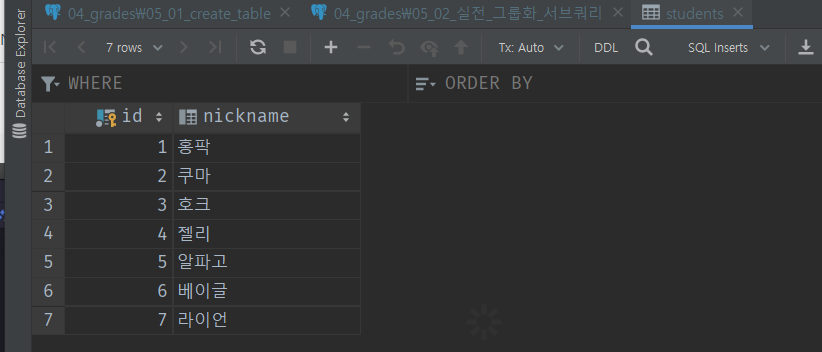 04_grades₩05_01_create_table
04_grades₩05_02_실전_그룹화_서브쿼리
students
Database Explorer
7 rows
Tx: Auto
DDL
SQL Inserts
WHERE
ORDER BY
id nickname
1 1 홍팍
2 2 쿠마
3 3 호크
4 4 젤리
5 5 알파고
6 6 베이글
7 7 라이언